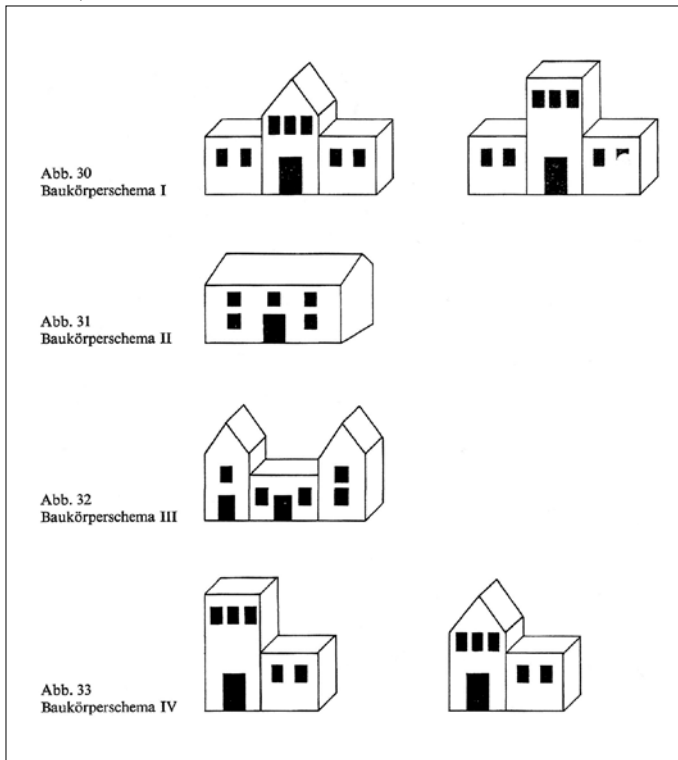 Abb. 30
Baukörperschema I
Abb. 31
Baukörperschema II
Abb. 32
Baukörperschema III
Abb. 33
Baukörperschema IV